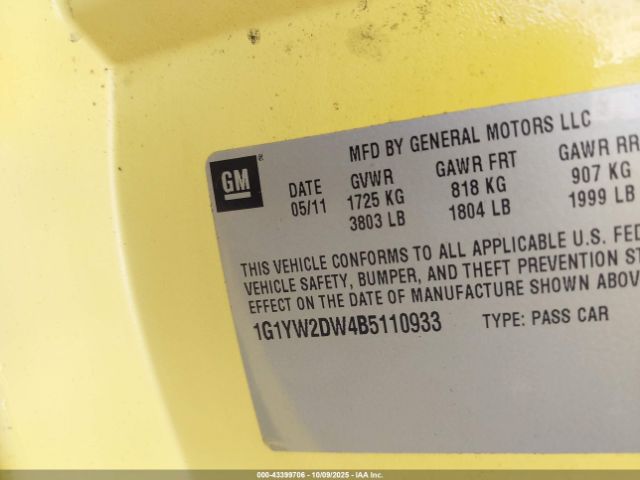 MFD BY GENERAL MOTORS LLC
GM ®
DATE GVWR GAWR FRT GAWR RR
05/11 1725 KG 818 KG 907 KG
3803 LB 1804 LB 1999 LB
THIS VEHICLE CONFORMS TO ALL APPLICABLE U.S. FED
VEHICLE SAFETY, BUMPER, AND THEFT PREVENTION ST
EFFECT ON THE DATE OF MANUFACTURE SHOWN ABOV
1G1YW2DW4B5110933 TYPE: PASS CAR
000-43399706 - 10/09/2025 - IAA Inc.